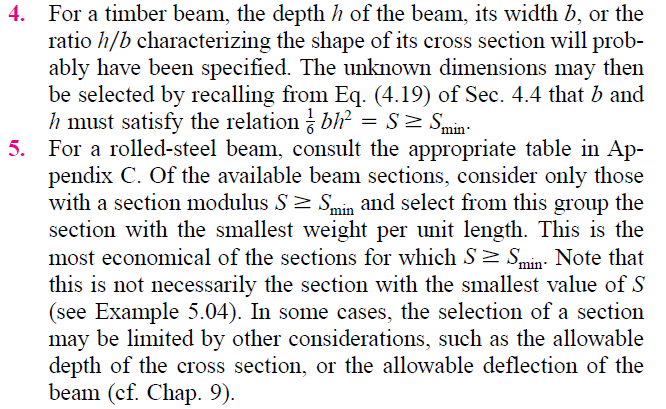 4. For a timber beam, the depth h of the beam, its width b, or the
ratio h/b characterizing the shape of its cross section will prob-
ably have been specified. The unknown dimensions may then
be selected by recalling from Eq. (4.19) of Sec. 4.4 that b and
h must satisfy the relation 1/6 bh² = S ≥ Smin.
5. For a rolled-steel beam, consult the appropriate table in Ap-
pendix C. Of the available beam sections, consider only those
with a section modulus S ≥ Smin and select from this group the
section with the smallest weight per unit length. This is the
most economical of the sections for which S ≥ Smin. Note that
this is not necessarily the section with the smallest value of S
(see Example 5.04). In some cases, the selection of a section
may be limited by other considerations, such as the allowable
depth of the cross section, or the allowable deflection of the
beam (cf. Chap. 9).